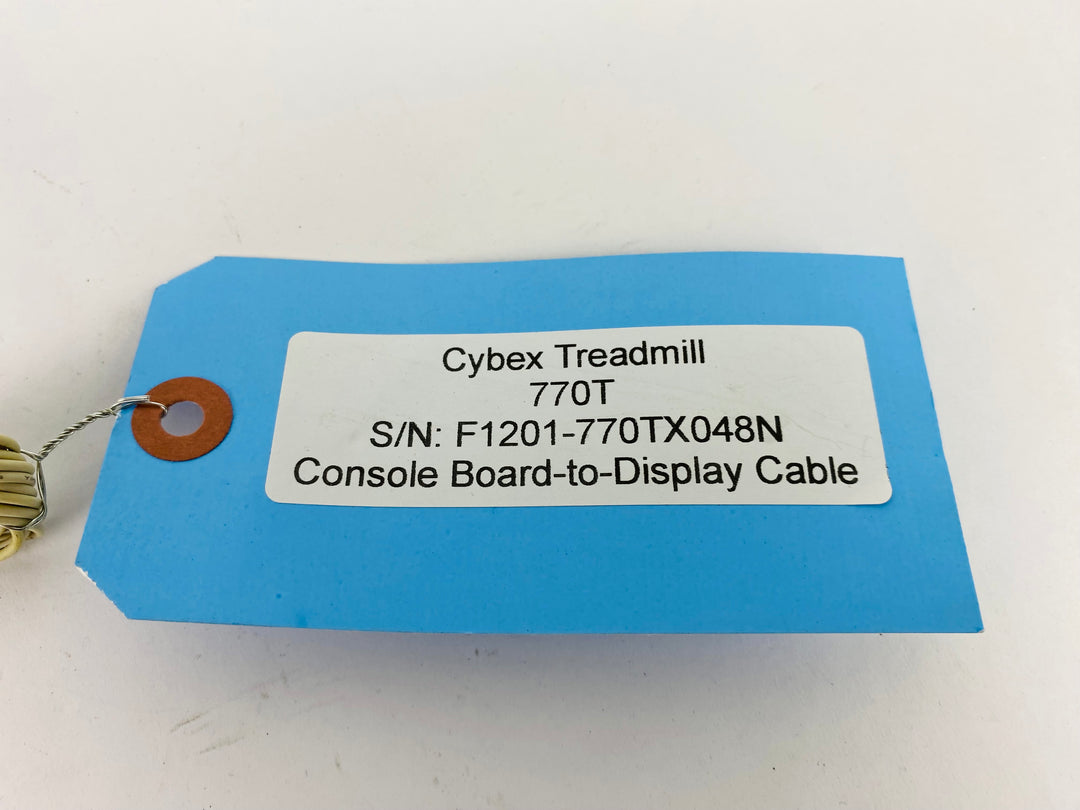 Cybex Treadmill
770T
S/N: F1201-770TX048N
Console Board-to-Display Cable